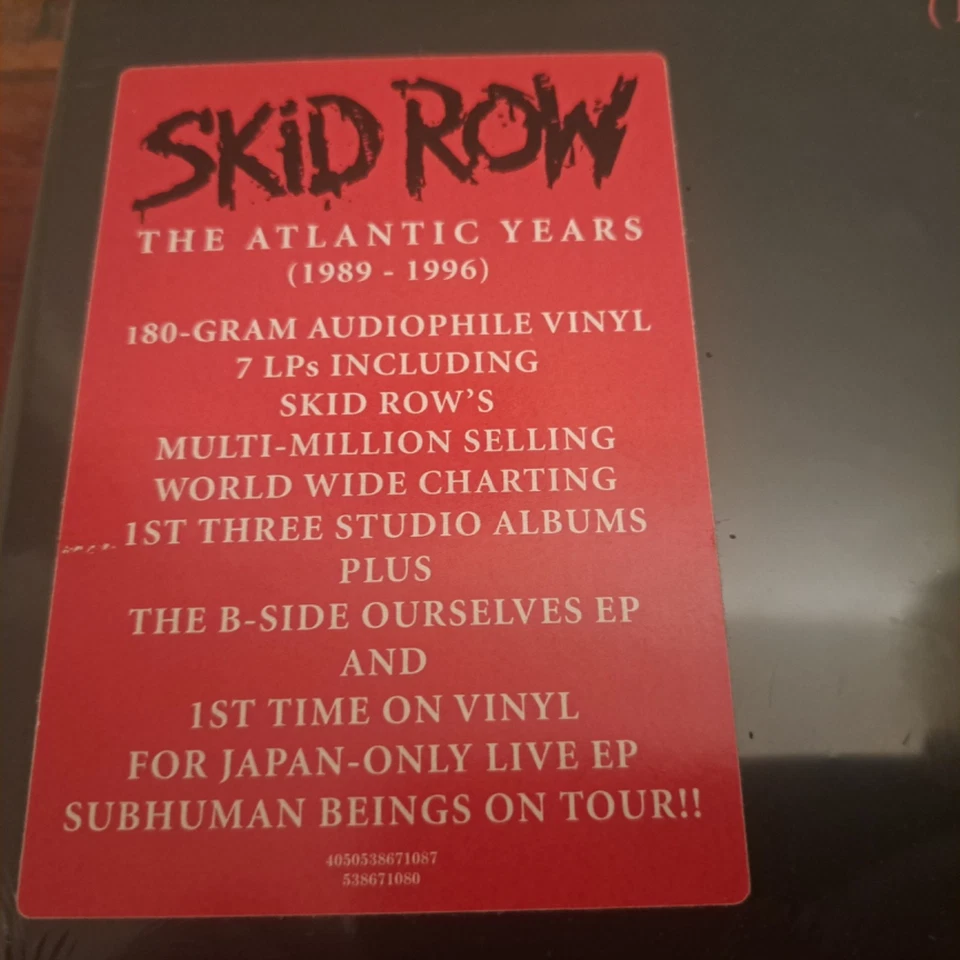 SKiD ROW
THE ATLANTIC YEARS
(1989 - 1996)
180-GRAM AUDIOPHILE VINYL
7 LPs INCLUDING
SKID ROW'S
MULTI-MILLION SELLING
WORLD WIDE CHARTING
1ST THREE STUDIO ALBUMS
PLUS
THE B-SIDE OURSELVES EP
AND
1ST TIME ON VINYL
FOR JAPAN-ONLY LIVE EP
SUBHUMAN BEINGS ON TOUR!!
4050538671087
538671080